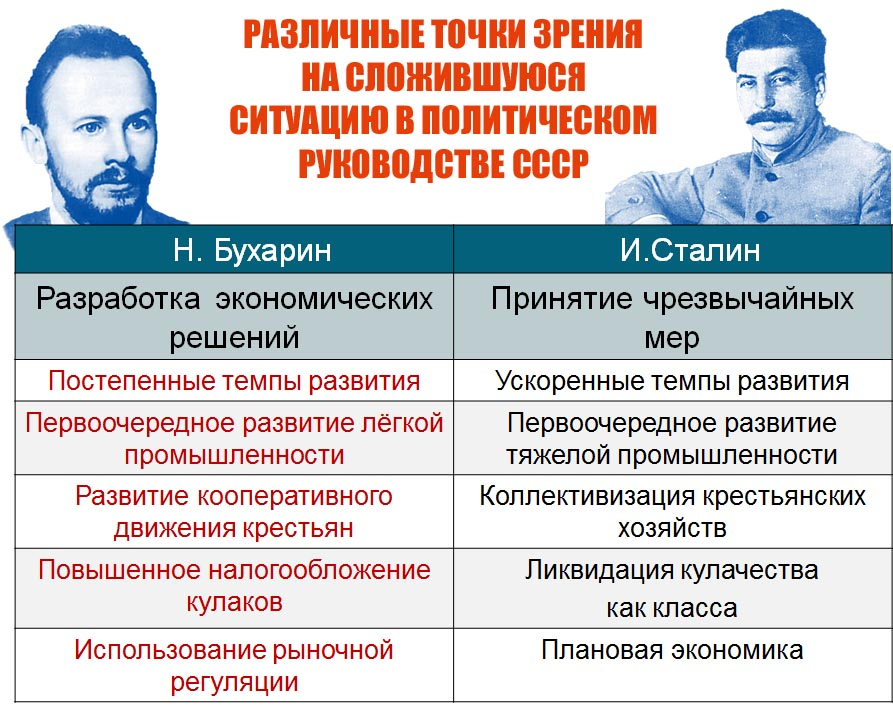 РАЗЛИЧНЫЕ ТОЧКИ ЗРЕНИЯ
НА СЛОЖИВШУЮСЯ
СИТУАЦИЮ В ПОЛИТИЧЕСКОМ
РУКОВОДСТВЕ СССР
Н. Бухарин
И.Сталин
Разработка экономических
решений
Принятие чрезвычайных
мер
Постепенные темпы развития
Ускоренные темпы развития
Первоочередное развитие лёгкой
промышленности
Первоочередное развитие
тяжелой промышленности
Развитие кооперативного
движения крестьян
Коллективизация крестьянских
хозяйств
Повышенное налогообложение
кулаков
Ликвидация кулачества
как класса
Использование рыночной
регуляции
Плановая экономика